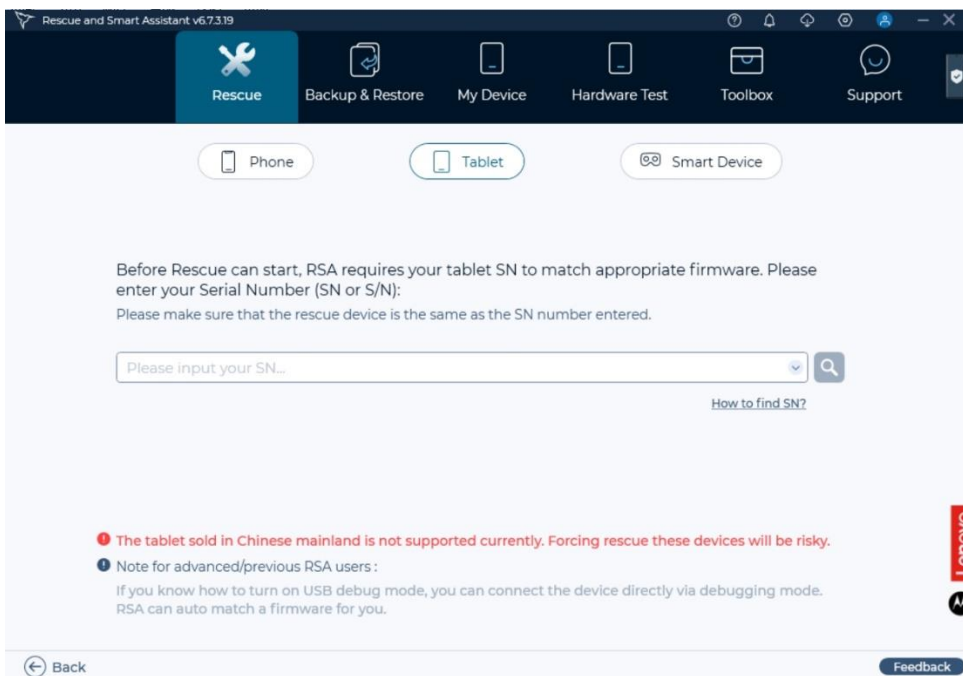 Rescue and Smart Assistant v6.7.3.19
Rescue
Backup & Restore
My Device
Hardware Test
Toolbox
Support
Phone
Tablet
Smart Device
Before Rescue can start, RSA requires your tablet SN to match appropriate firmware. Please
enter your Serial Number (SN or S/N):
Please make sure that the rescue device is the same as the SN number entered.
Please input your SN...
How to find SN?
The tablet sold in Chinese mainland is not supported currently. Forcing rescue these devices will be risky.
Note for advanced/previous RSA users :
If you know how to turn on USB debug mode, you can connect the device directly via debugging mode.
RSA can auto match a firmware for you.
Lenovo
Back
Feedback